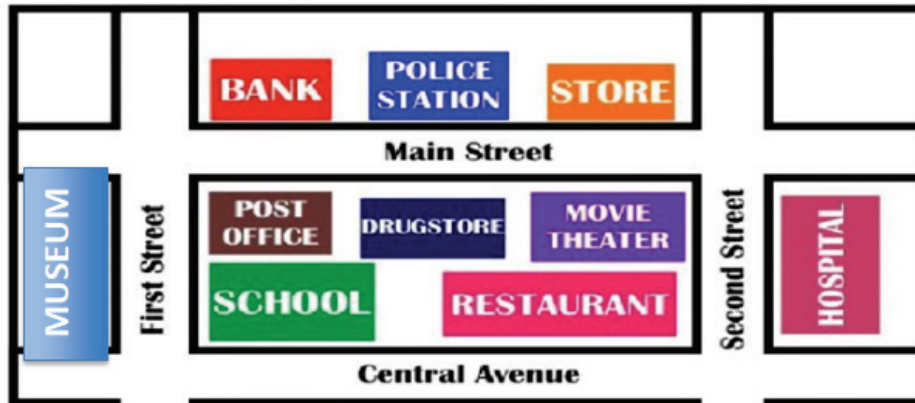 BANK
POLICE
STATION
STORE
Main Street
MUSEUM
First Street
POST
OFFICE
DRUGSTORE
MOVIE
THEATER
SCHOOL
RESTAURANT
Second Street
HOSPITAL
Central Avenue